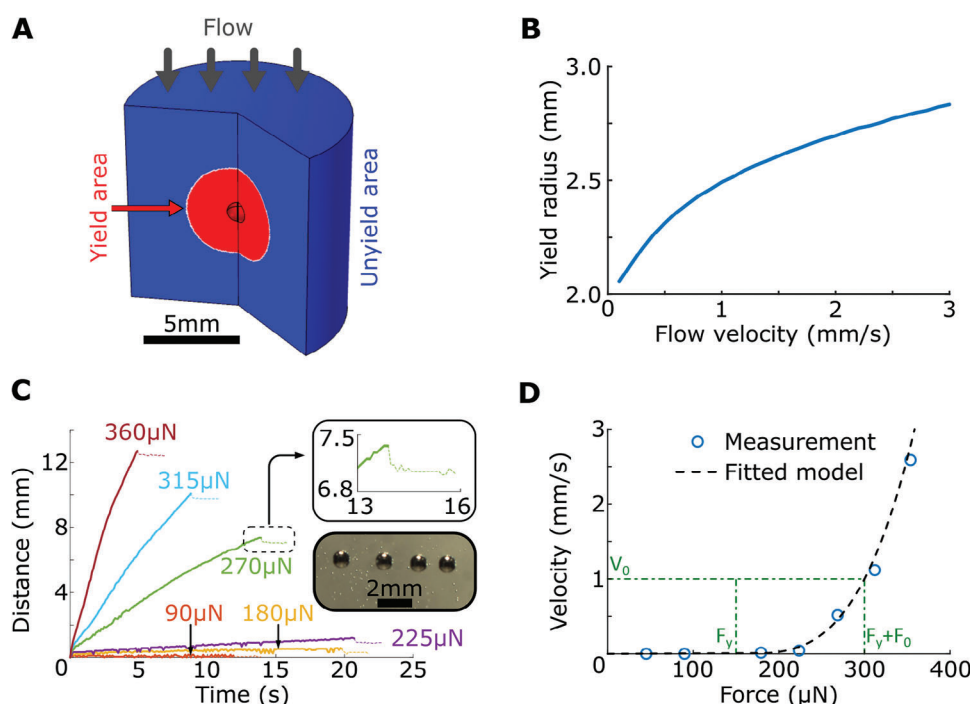 A
Flow
Yield area
Unyield area
5mm
B
3.0
2.5
2.0
0
1
2
3
Yield radius (mm)
Flow velocity (mm/s)
C
360µN
315µN
270µN
90µN
180µN
225µN
12
8
4
0
0
5
10
15
20
25
Distance (mm)
Time (s)
7.5
6.8
13
16
2mm
D
Measurement
Fitted model
V₀
Fᵧ
Fᵧ+F₀
3
2
1
0
0
100
200
300
400
Velocity (mm/s)
Force (µN)